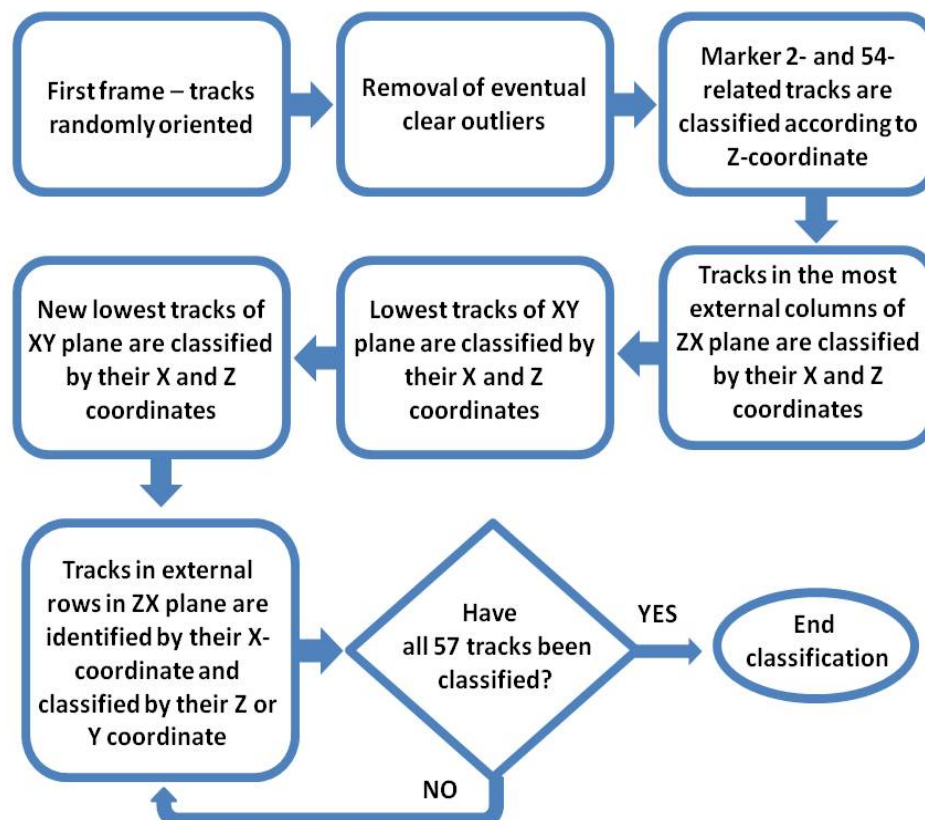 First frame – tracks
randomly oriented
Removal of eventual
clear outliers
Marker 2- and 54-
related tracks are
classified according to
Z-coordinate
Tracks in the most
external columns of
ZX plane are classified
by their X and Z
coordinates
Lowest tracks of XY
plane are classified by
their X and Z
coordinates
New lowest tracks of
XY plane are classified
by their X and Z
coordinates
Tracks in external
rows in ZX plane are
identified by their X-
coordinate and
classified by their Z or
Y coordinate
Have
all 57 tracks been
classified?
YES
End
classification
NO